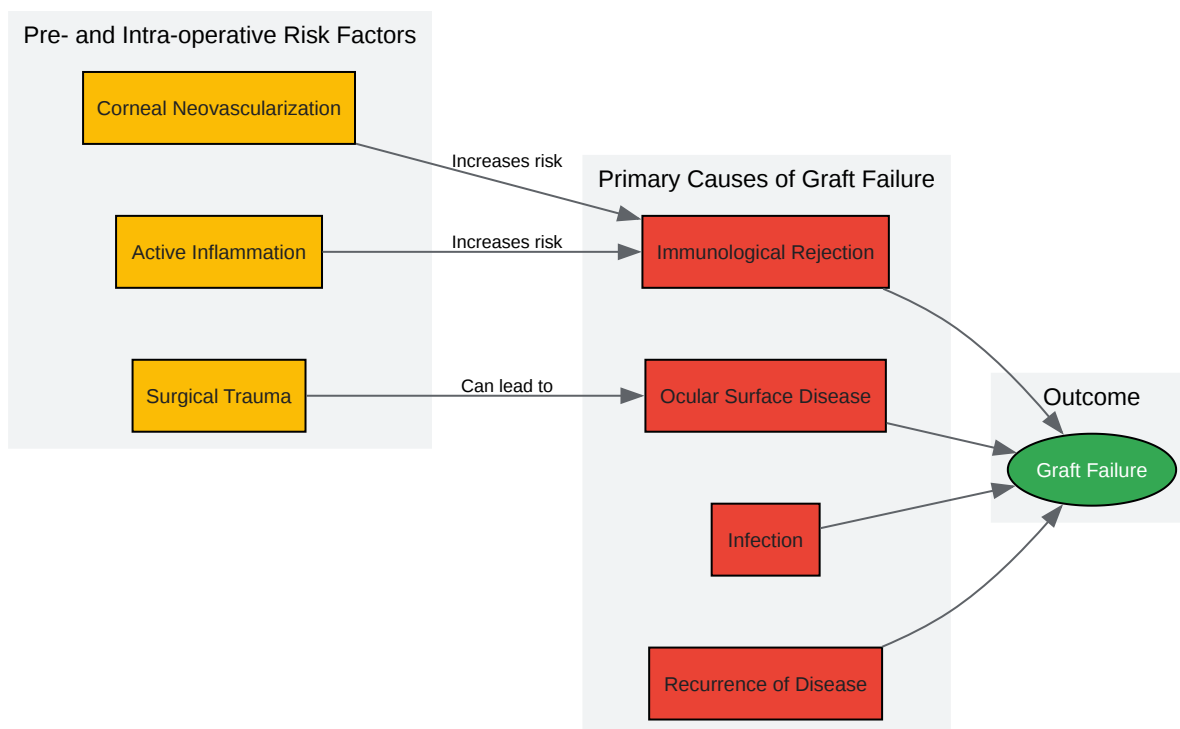 Pre- and Intra-operative Risk Factors
Corneal Neovascularization
Increases risk
Active Inflammation
Increases risk
Surgical Trauma
Can lead to
Primary Causes of Graft Failure
Immunological Rejection
Ocular Surface Disease
Infection
Recurrence of Disease
Outcome
Graft Failure